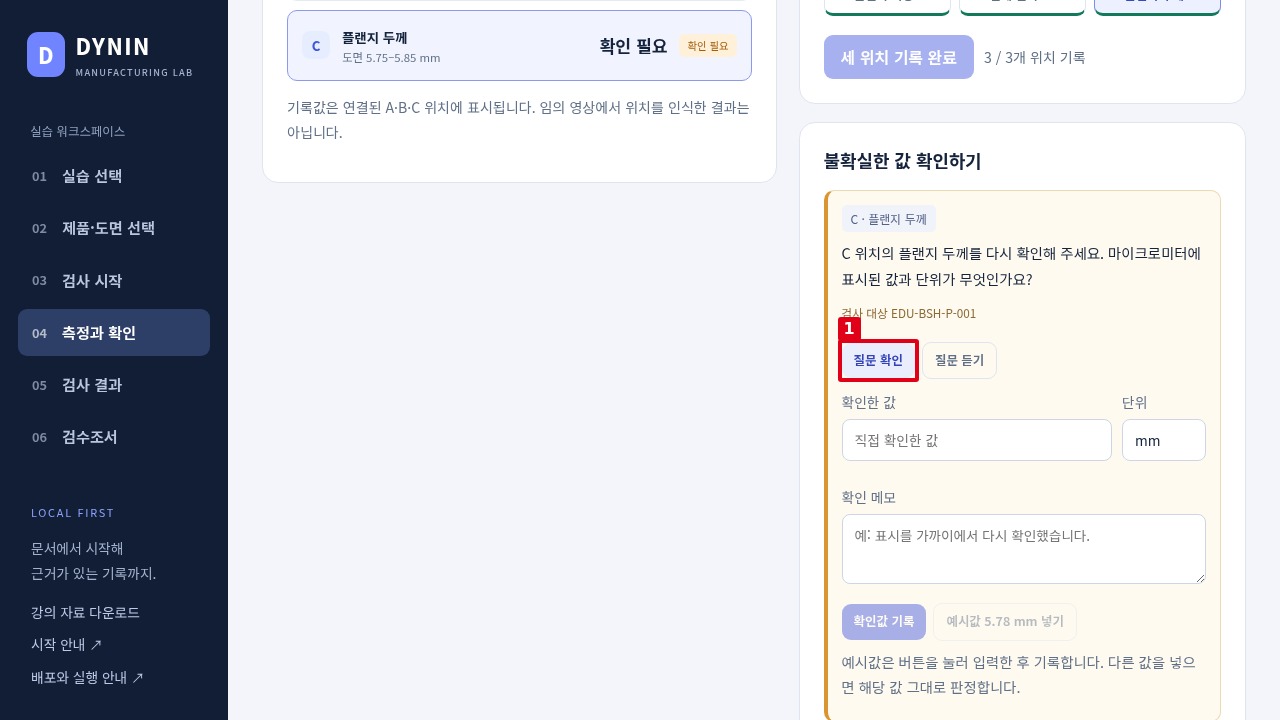 D
DYNIN
MANUFACTURING LAB
실습 워크스페이스
01 실습 선택
02 제품·도면 선택
03 검사 시작
04 측정과 확인
05 검사 결과
06 검수조서
LOCAL FIRST
문서에서 시작해
근거가 있는 기록까지.
강의 자료 다운로드
시작 안내 ↗
배포와 실행 안내 ↗
C
플랜지 두께
도면 5.75–5.85 mm
확인 필요
확인 필요
기록값은 연결된 A·B·C 위치에 표시됩니다. 임의 영상에서 위치를 인식한 결과는
아닙니다.
세 위치 기록 완료
3 / 3개 위치 기록
불확실한 값 확인하기
C · 플랜지 두께
C 위치의 플랜지 두께를 다시 확인해 주세요. 마이크로미터에
표시된 값과 단위가 무엇인가요?
검사 대상 EDU-BSH-P-001
1
질문 확인
질문 듣기
확인한 값
단위
직접 확인한 값
mm
확인 메모
예: 표시를 가까이에서 다시 확인했습니다.
확인값 기록
예시값 5.78 mm 넣기
예시값은 버튼을 눌러 입력한 후 기록합니다. 다른 값을 넣으
면 해당 값 그대로 판정합니다.